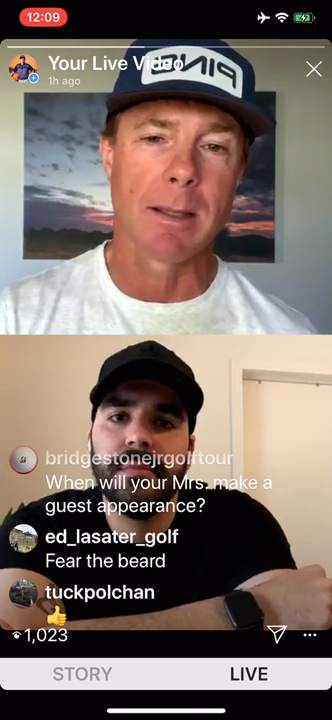 12:09
Your Live Video
1h ago
PING
bridgestonejrgolftour
When will your Mrs. make a
guest appearance?
ed_lasater_golf
Fear the beard
tuckpolchan
👍
1,023
STORY
LIVE